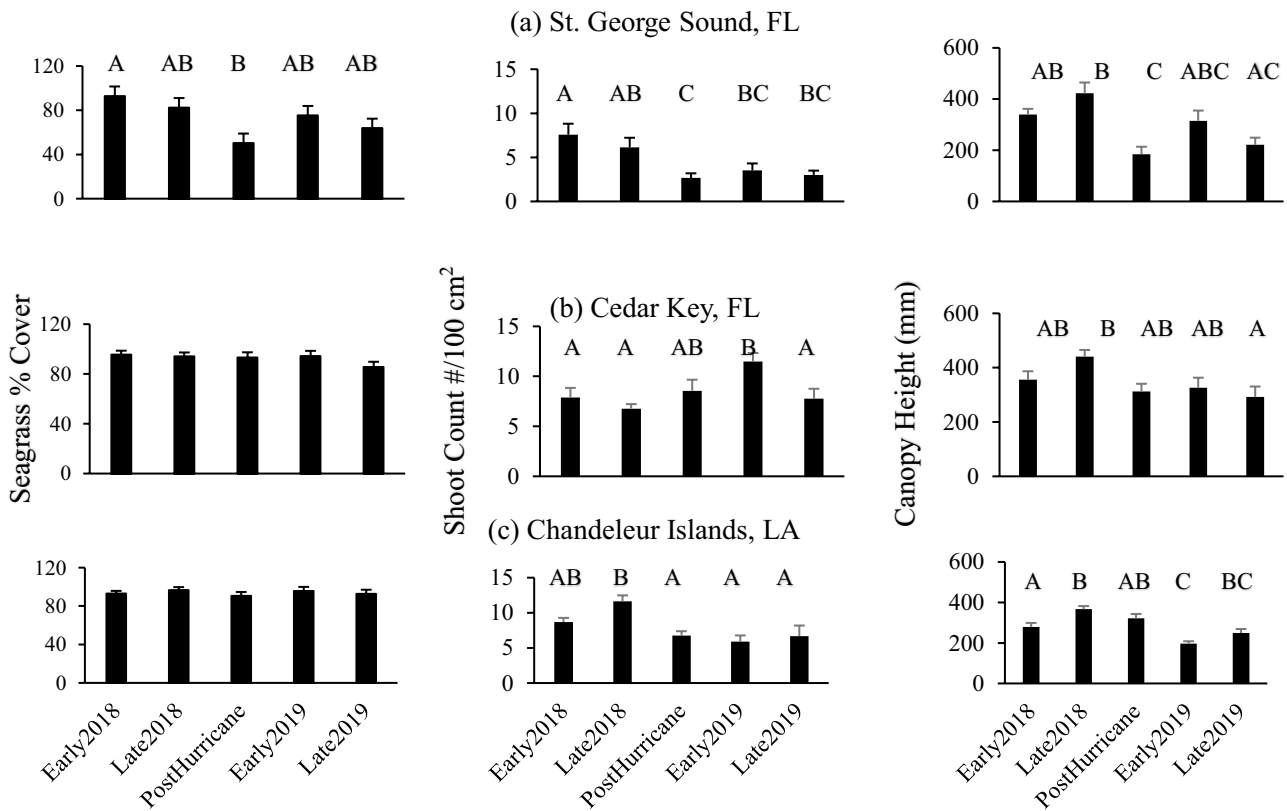 (a) St. George Sound, FL
120
80
40
0
A AB B AB AB
15
10
5
0
A AB C BC BC
600
400
200
0
AB B C ABC AC
Seagrass % Cover
Shoot Count #/100 cm²
Canopy Height (mm)
(b) Cedar Key, FL
120
80
40
0
15
10
5
0
A A AB B A
600
400
200
0
AB B AB AB A
(c) Chandeleur Islands, LA
120
80
40
0
Early2018
Late2018
PostHurricane
Early2019
Late2019
15
10
5
0
AB B A A A
Early2018
Late2018
PostHurricane
Early2019
Late2019
600
400
200
0
A B AB C BC
Early2018
Late2018
PostHurricane
Early2019
Late2019